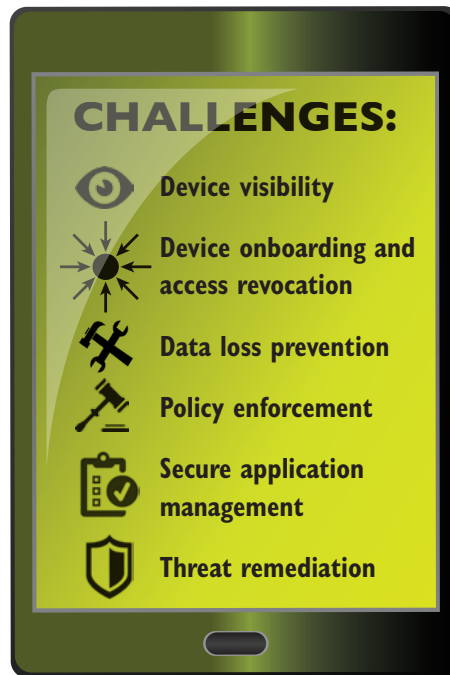 CHALLENGES:
Device visibility
Device onboarding and
access revocation
Data loss prevention
Policy enforcement
Secure application
management
Threat remediation